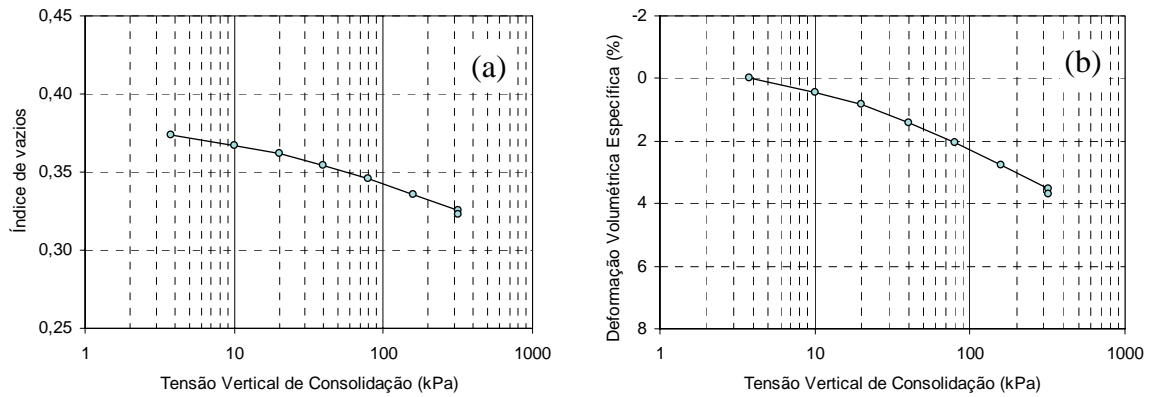 (a)
Índice de vazios
0,45
0,40
0,35
0,30
0,25
1 10 100 1000
Tensão Vertical de Consolidação (kPa)
(b)
Deformação Volumétrica Específica (%)
-2
0
2
4
6
8
1 10 100 1000
Tensão Vertical de Consolidação (kPa)